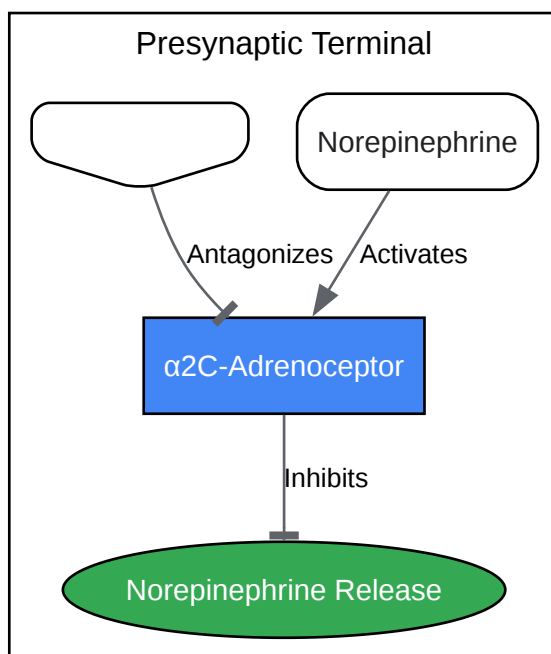 Presynaptic Terminal
Norepinephrine
Antagonizes
Activates
α2C-Adrenoceptor
Inhibits
Norepinephrine Release